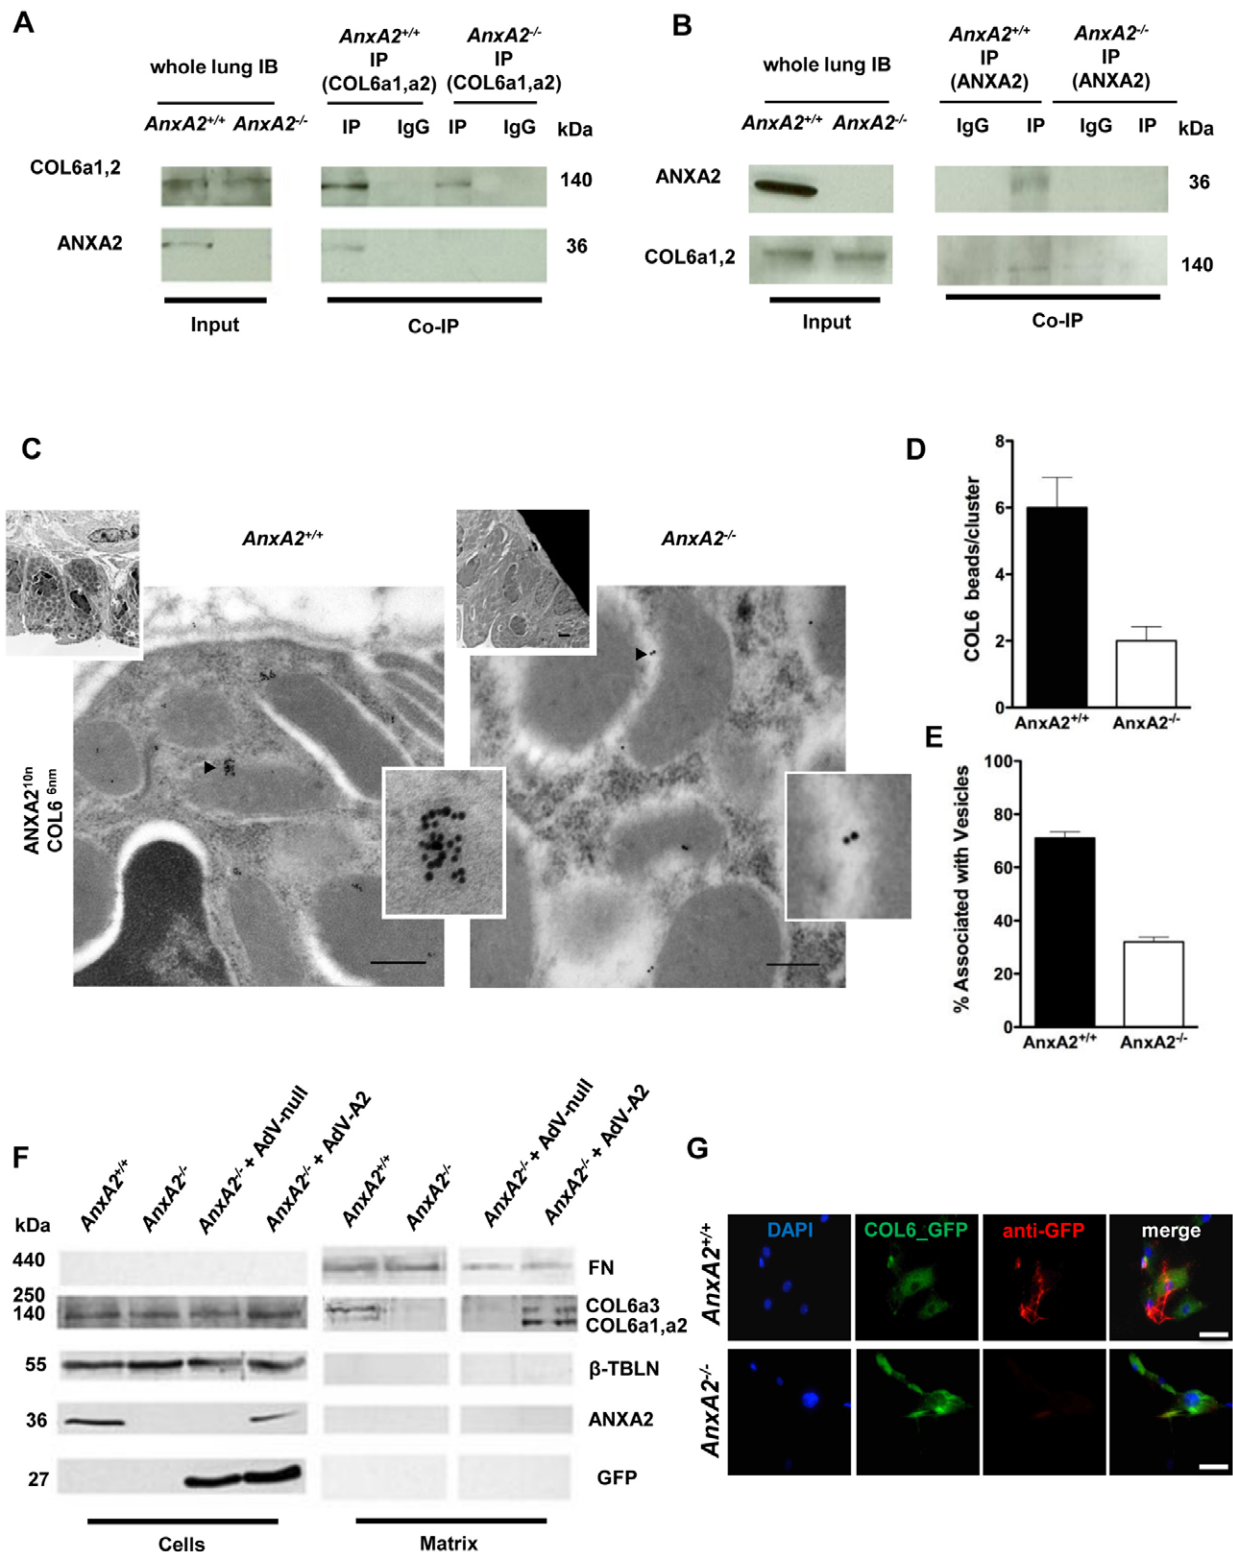 A
whole lung IB
AnxA2+/+ IP (COL6a1,a2)
AnxA2-/- IP (COL6a1,a2)
AnxA2+/+ AnxA2-/- IP IgG IP IgG kDa
COL6a1,2 140
ANXA2 36
Input Co-IP
B
whole lung IB
AnxA2+/+ IP (ANXA2)
AnxA2-/- IP (ANXA2)
AnxA2+/+ AnxA2-/- IgG IP IgG IP kDa
ANXA2 36
COL6a1,2 140
Input Co-IP
C
AnxA2+/+ AnxA2-/-
ANXA2 10n
COL6 6nm
D
COL6 beads/cluster
8
6
4
2
0
AnxA2+/+ AnxA2-/-
E
% Associated with Vesicles
100
80
60
40
20
0
AnxA2+/+ AnxA2-/-
F
AnxA2+/+
AnxA2-/-
AnxA2-/- + AdV-null
AnxA2-/- + AdV-A2
AnxA2+/+
AnxA2-/-
AnxA2-/- + AdV-null
AnxA2-/- + AdV-A2
kDa
440 FN
250 COL6a3
140 COL6a1,a2
55 β-TBLN
36 ANXA2
27 GFP
Cells Matrix
G
DAPI COL6_GFP anti-GFP merge
AnxA2+/+
AnxA2-/-